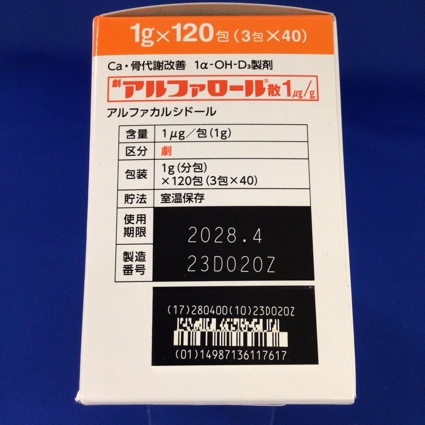 1g×120包(3包×40)
Ca・骨代謝改善 1α-OH-D₃製剤
劇 アルファロール®散1μg/g
アルファカルシドール
含量 1μg/包(1g)
区分 劇
包装 1g(分包)
×120包(3包×40)
貯法 室温保存
使用
期限 2028.4
製造
番号 23D020Z
(17)280400(10)23D020Z
(01)14987136117617